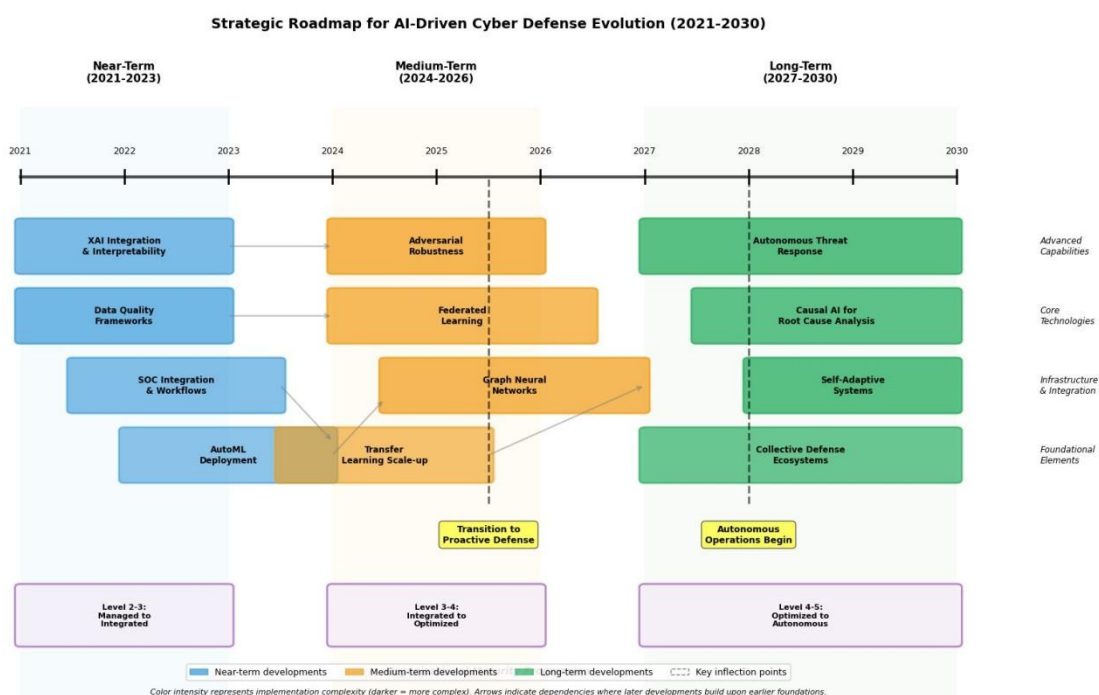 Strategic Roadmap for AI-Driven Cyber Defense Evolution (2021-2030)
Near-Term
(2021-2023)
Medium-Term
(2024-2026)
Long-Term
(2027-2030)
2021
2022
2023
2024
2025
2026
2027
2028
2029
2030
XAI Integration
& Interpretability
Adversarial
Robustness
Autonomous Threat
Response
Advanced
Capabilities
Data Quality
Frameworks
Federated
Learning
Causal AI for
Root Cause Analysis
Core
Technologies
SOC Integration
& Workflows
Graph Neural
Networks
Self-Adaptive
Systems
Infrastructure
& Integration
AutoML
Deployment
Transfer
Learning Scale-up
Collective Defense
Ecosystems
Foundational
Elements
Transition to
Proactive Defense
Autonomous
Operations Begin
Level 2-3:
Managed to
Integrated
Level 3-4:
Integrated to
Optimized
Level 4-5:
Optimized to
Autonomous
Near-term developments
Medium-term developments
Long-term developments
Key inflection points
Color intensity represents implementation complexity (darker = more complex). Arrows indicate dependencies where later developments build upon earlier foundations.